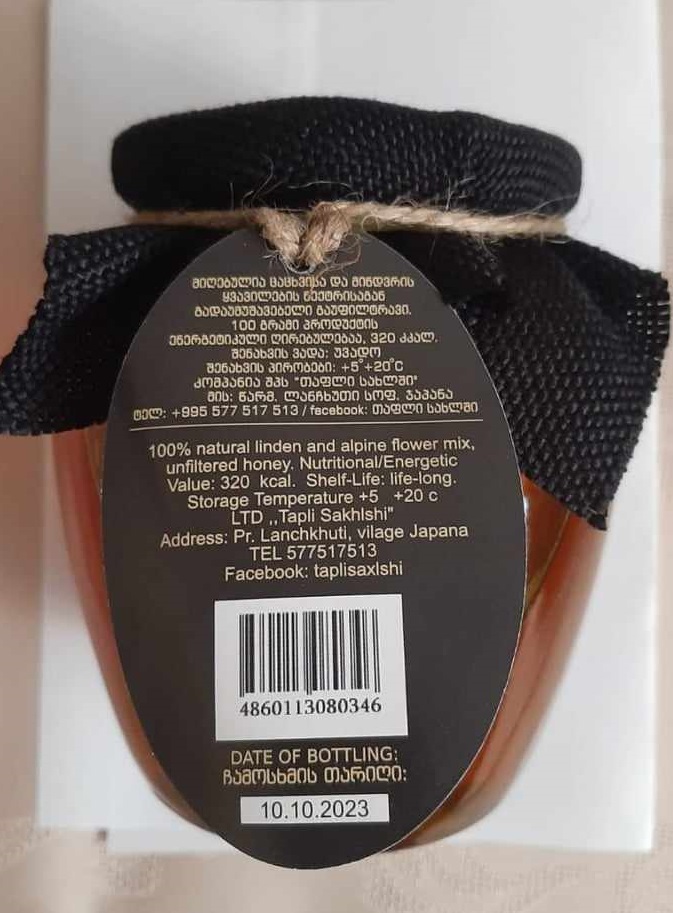 მიღებულია ცაცხვისა და მინდვრის
ყვავილების ნექტრისაგან
გადაუმუშავებელი გაუფილტრავი.
100 გრამი პროდუქტის
ენერგეტიკული ღირებულებაა, 320 კკალ.
შენახვის ვადა: უვადო
შენახვის პირობები: +5°+20°C
კომპანია შპს "თაფლი სახლში"
მის: წარმ. ლანჩხუთი სოფ. ჯაპანა
ტელ: +995 577 517 513 / facebook: თაფლი სახლში
100% natural linden and alpine flower mix,
unfiltered honey. Nutritional/Energetic
Value: 320 kcal. Shelf-Life: life-long.
Storage Temperature +5 +20 c
LTD ,,Tapli Sakhlshi"
Address: Pr. Lanchkhuti, vilage Japana
TEL 577517513
Facebook: taplisaxlshi
4860113080346
DATE OF BOTTLING:
ჩამოსხმის თარიღი:
10.10.2023